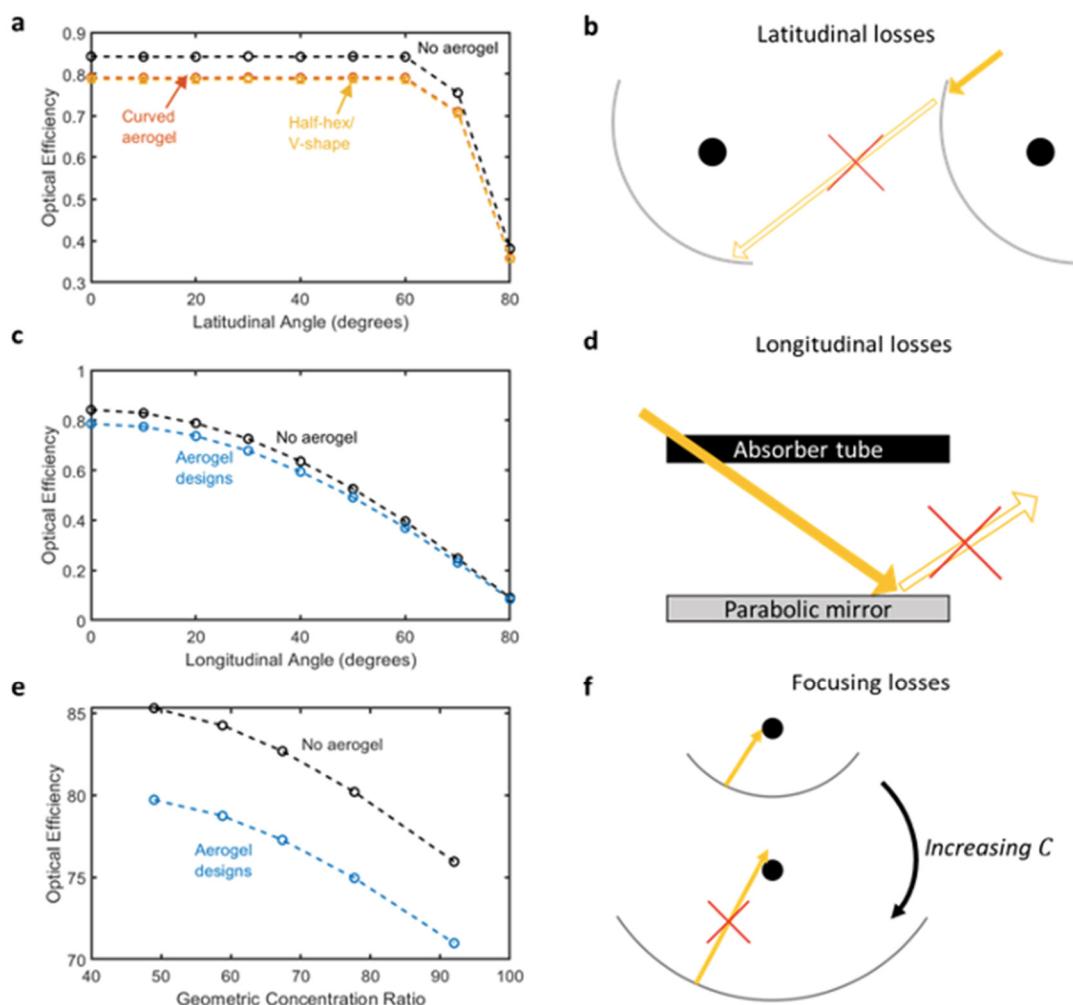 a
0.9
0.8
0.7
0.6
0.5
0.4
0.3
Optical Efficiency
No aerogel
Curved
aerogel
Half-hex/
V-shape
0 20 40 60 80
Latitudinal Angle (degrees)
b
Latitudinal losses
c
1
0.8
0.6
0.4
0.2
0
Optical Efficiency
No aerogel
Aerogel
designs
0 20 40 60 80
Longitudinal Angle (degrees)
d
Longitudinal losses
Absorber tube
Parabolic mirror
e
85
80
75
70
Optical Efficiency
No aerogel
Aerogel
designs
40 50 60 70 80 90 100
Geometric Concentration Ratio
f
Focusing losses
Increasing C